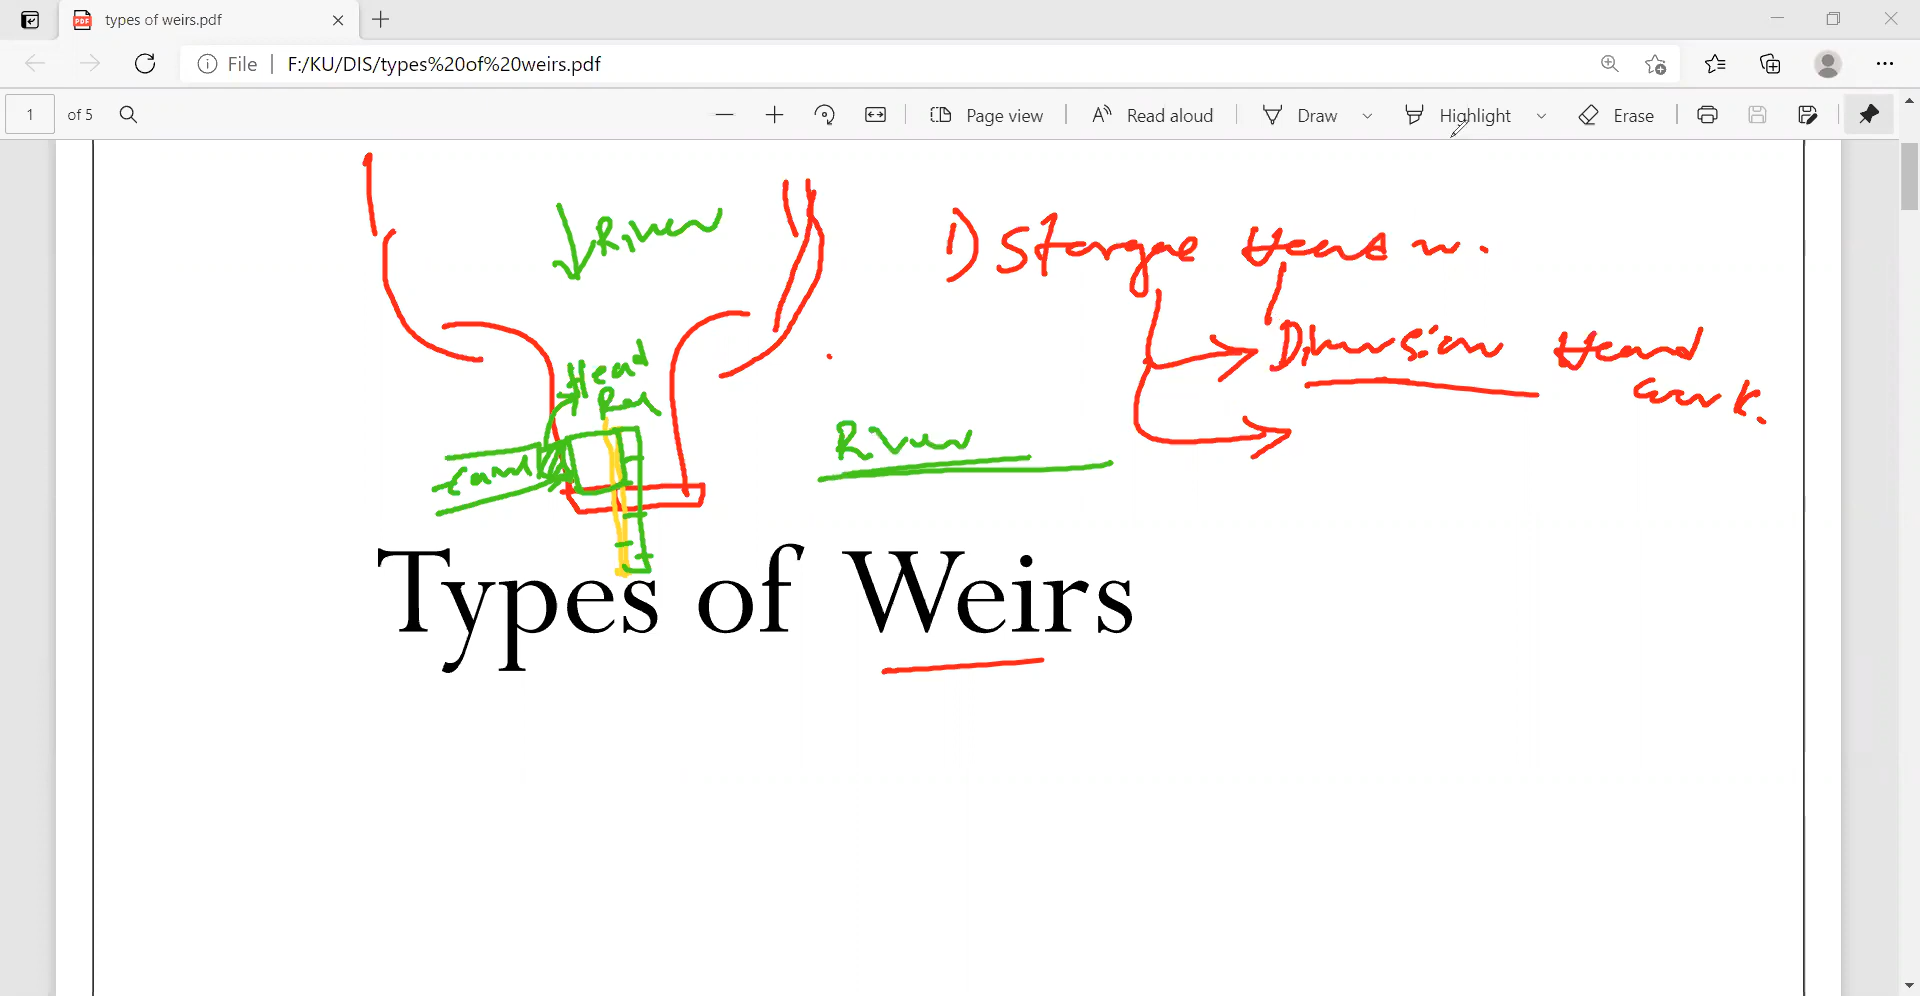 types of weirs.pdf
File F:/KU/DIS/types%20of%20weirs.pdf
1 of 5 Page view Read aloud Draw Highlight Erase
River
1) Storgae Head w.
Diversion Head
work.
Head
Canal
River
Types of Weirs